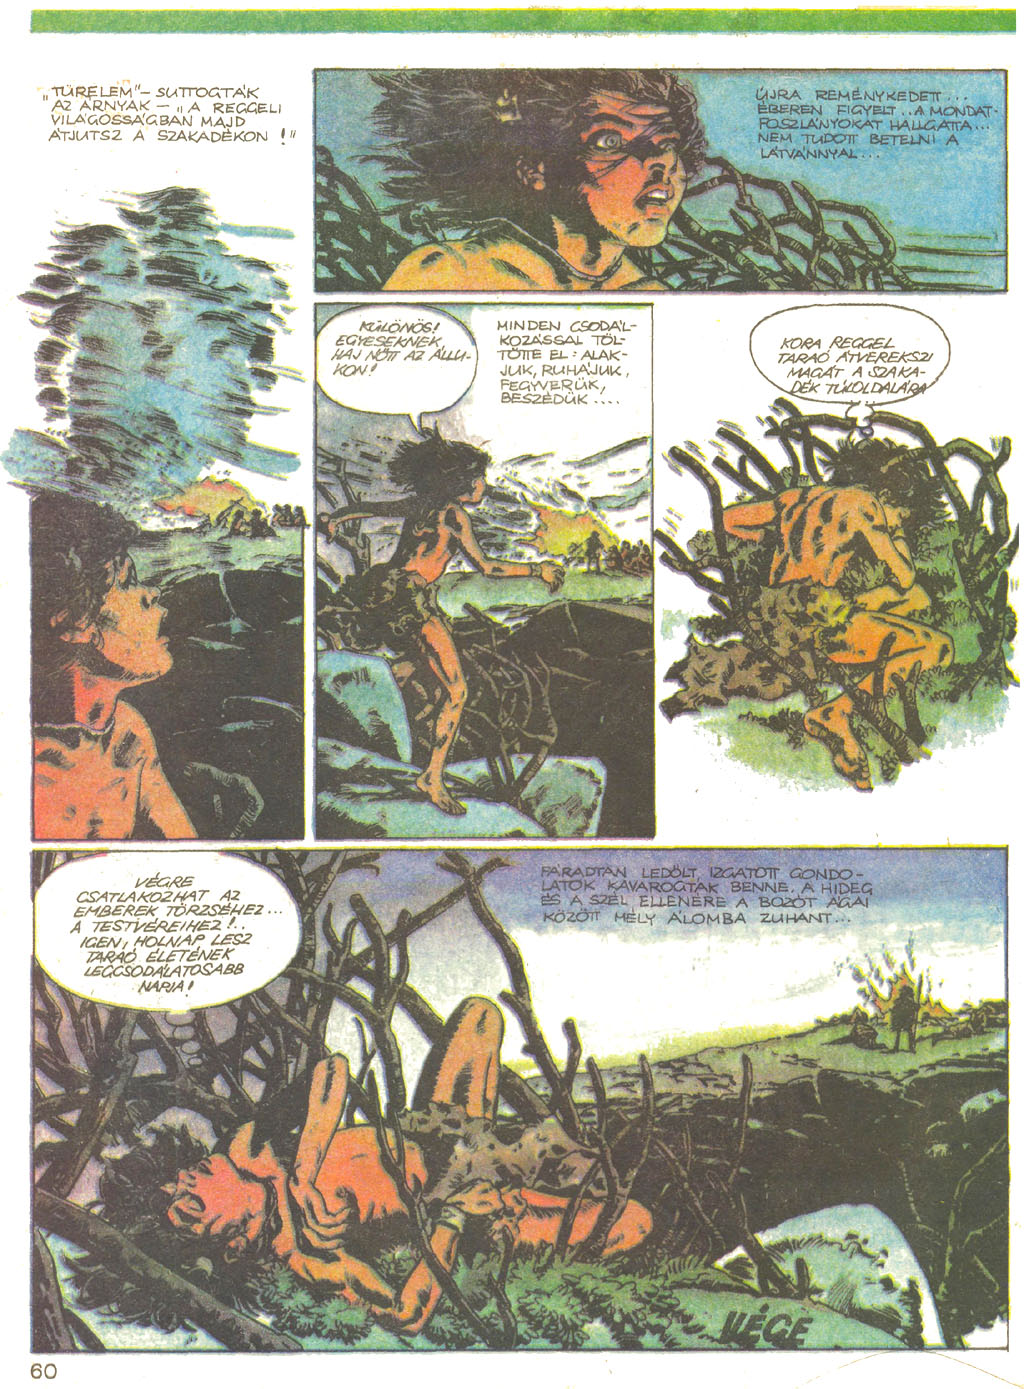 „TÜRELEM"– SUTTOGTÁK
AZ ÁRNYAK – „A REGGELI
VILÁGOSSÁGBAN MAJD
ÁTJUTSZ A SZAKADÉKON!"
ÚJRA REMÉNYKEDETT...
ÉBEREN FIGYELT...A MONDAT-
FOSZLÁNYOKAT HALLGATTA...
NEM TUDOTT BETELNI A
LÁTVÁNNYAL...
KÜLÖNÖS!
EGYESEKNEK
HAJ NŐTT AZ ÁLLU-
KON!
MINDEN CSODÁL-
KOZÁSSAL TÖL-
TÖTTE EL: ALAK-
JUK, RUHÁJUK,
FEGYVERÜK,
BESZÉDÜK....
KORA REGGEL
TARAÓ ÁTVEREKSZI
MAGÁT A SZAKA-
DÉK TÚLOLDALÁRA
VÉGRE
CSATLAKOZHAT AZ
EMBEREK TÖRZSÉHEZ...
A TESTVÉREIHEZ!..
IGEN, HOLNAP LESZ
TARAÓ ÉLETÉNEK
LEGCSODÁLATOSABB
NAPJA!
FÁRADTAN LEDŐLT, IZGATOTT GONDO-
LATOK KAVAROGTAK BENNE. A HIDEG
ÉS A SZÉL ELLENÉRE A BOZÓT ÁGAI
KÖZÖTT MÉLY ÁLOMBA ZUHANT...
VÉGE
60